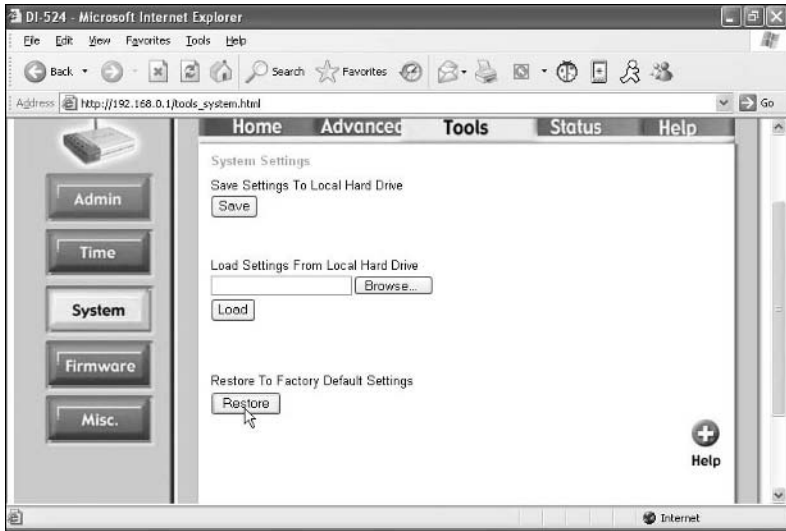 DI-524 - Microsoft Internet Explorer
File Edit View Favorites Tools Help
Back Search Favorites
Address http://192.168.0.1/tools_system.html Go
Home Advanced Tools Status Help
System Settings
Save Settings To Local Hard Drive
Admin
Save
Time
Load Settings From Local Hard Drive
Browse...
System
Load
Firmware
Restore To Factory Default Settings
Restore
Misc.
Help
Internet